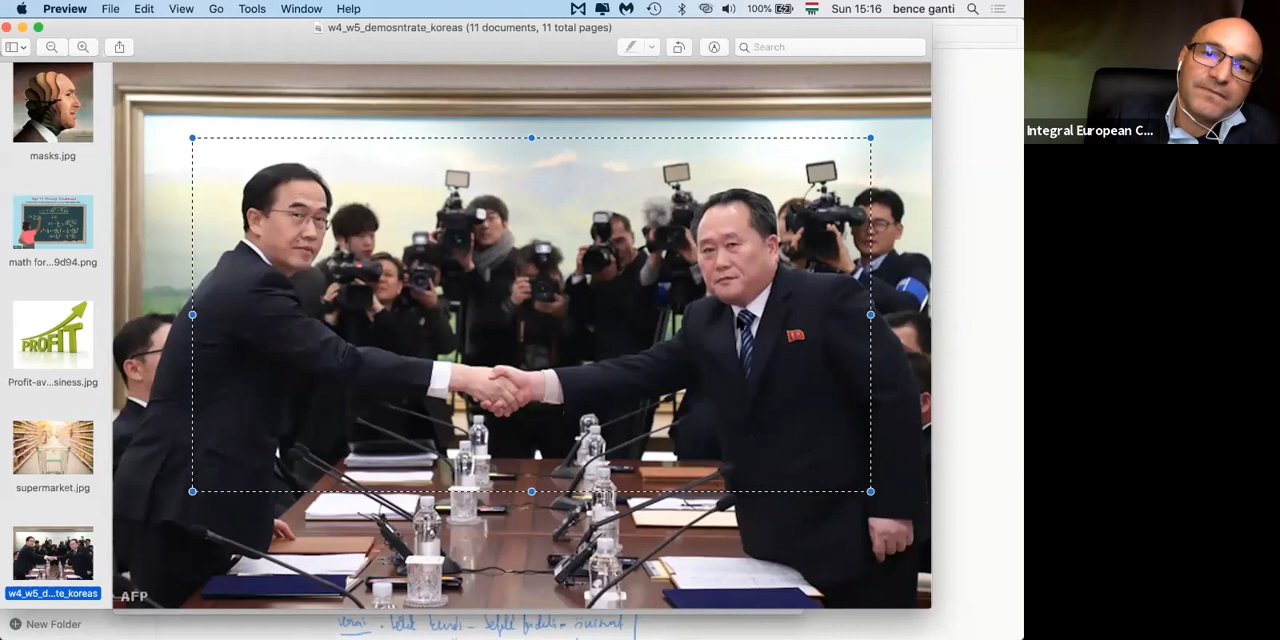 Preview File Edit View Go Tools Window Help 100% Sun 15:16 bence ganti
w4_w5_demosntrate_koreas (11 documents, 11 total pages)
Search
masks.jpg
math for...9d94.png
PROFIT
Profit-av...siness.jpg
supermarket.jpg
w4_w5_d...te_koreas
New Folder
AFP
Integral European C...